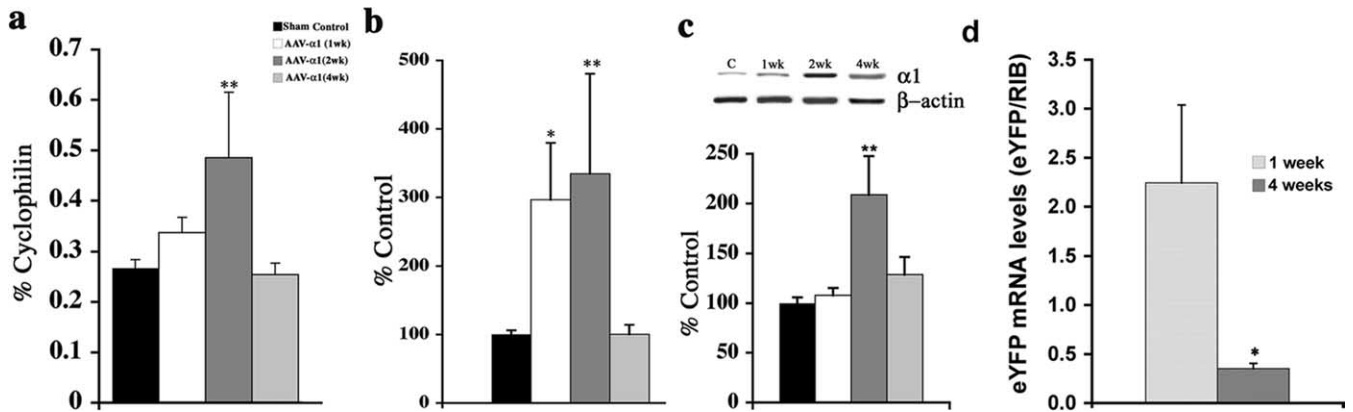 a
Sham Control
AAV-α1 (1wk)
AAV-α1(2wk)
AAV-α1(4wk)
% Cyclophilin
0.7
0.6
0.5
0.4
0.3
0.2
0.1
0
**
b
% Control
500
400
300
200
100
0
*
**
c
C 1wk 2wk 4wk
α1
β–actin
% Control
250
200
150
100
50
0
**
d
eYFP mRNA levels (eYFP/RIB)
3.5
3.0
2.5
2.0
1.5
1.0
0.5
0.0
1 week
4 weeks
*